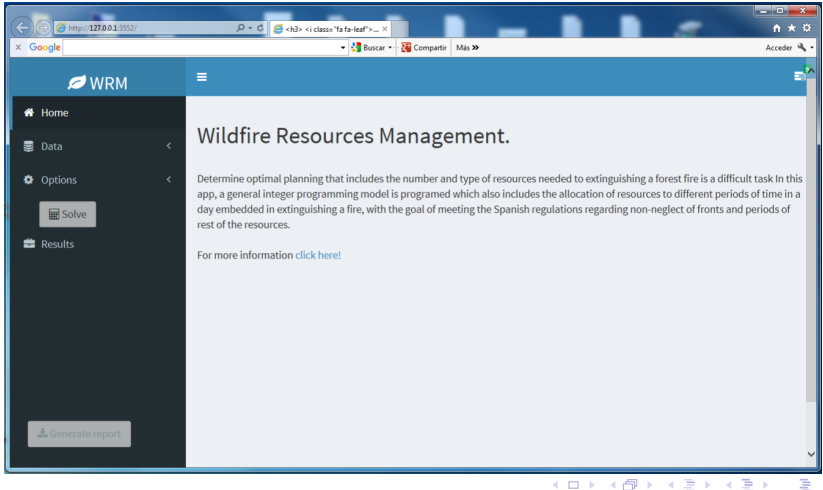 http://127.0.0.1:3552/
<h3> <i class="fa fa-leaf">... ×
x Google
Buscar
Compartir
Más »
Acceder
WRM
Home
Data
Options
Solve
Results
Generate report
Wildfire Resources Management.
Determine optimal planning that includes the number and type of resources needed to extinguishing a forest fire is a difficult task In this
app, a general integer programming model is programed which also includes the allocation of resources to different periods of time in a
day embedded in extinguishing a fire, with the goal of meeting the Spanish regulations regarding non-neglect of fronts and periods of
rest of the resources.
For more information click here!